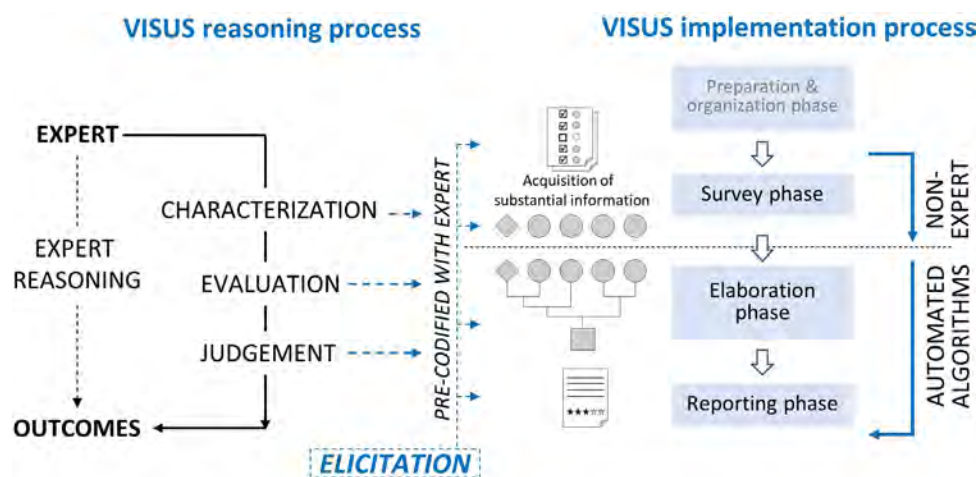 VISUS reasoning process
VISUS implementation process
EXPERT
EXPERT
REASONING
OUTCOMES
CHARACTERIZATION
EVALUATION
JUDGEMENT
PRE-CODIFIED WITH EXPERT
ELICITATION
Acquisition of
substantial information
Preparation &
organization phase
Survey phase
Elaboration
phase
Reporting phase
NON-
EXPERT
AUTOMATED ALGORITHMS